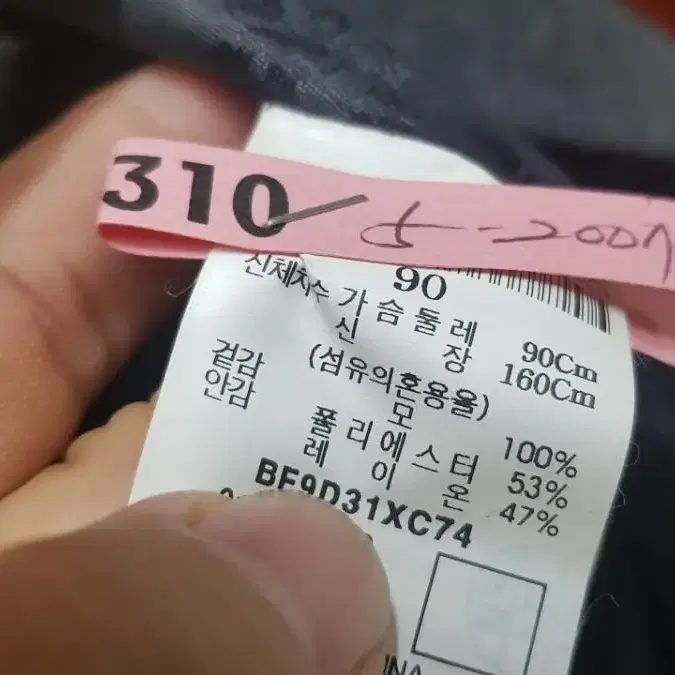 310
5-200
90
신체치수 가슴둘레 90Cm
신장 160Cm
(섬유의혼용율)
겉감 모 100%
안감 폴리에스터 53%
레이온 47%
BF9D31XC74